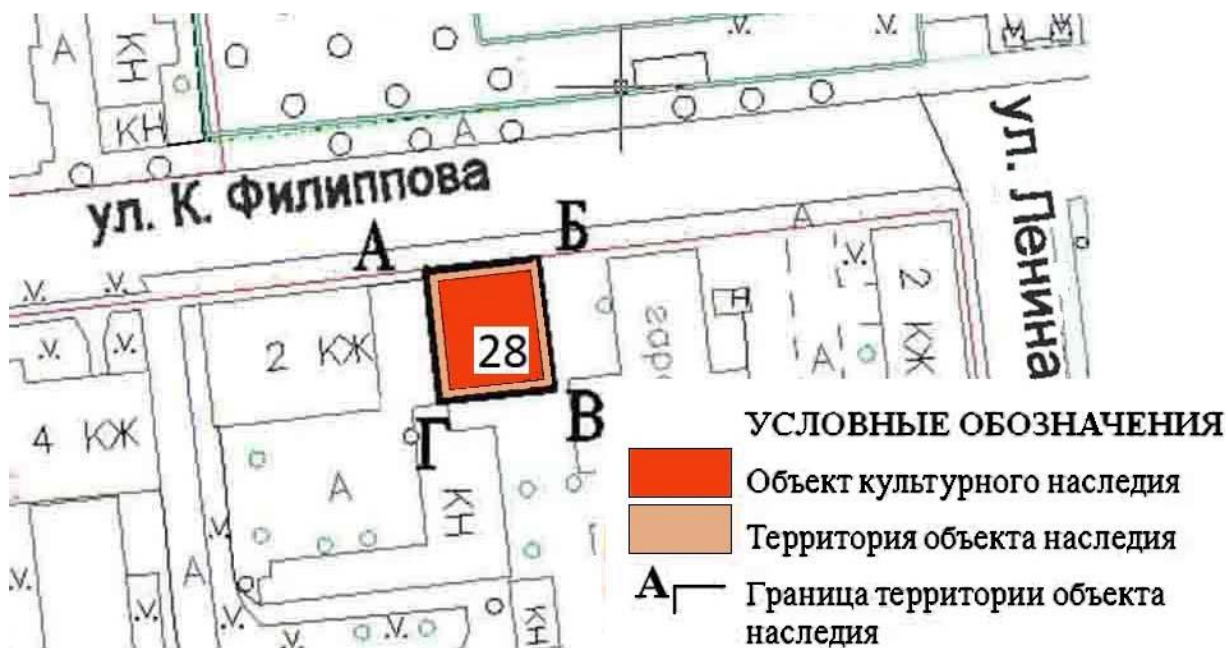 А
КН
КН
А
ул. К. Филиппова
ул. Ленина
А
Б
А
2 КЖ
28
гар
Н
А
2 КЖ
4 КЖ
Г
В
А
КН
А
КН
УСЛОВНЫЕ ОБОЗНАЧЕНИЯ
Объект культурного наследия
Территория объекта наследия
А
Граница территории объекта
наследия